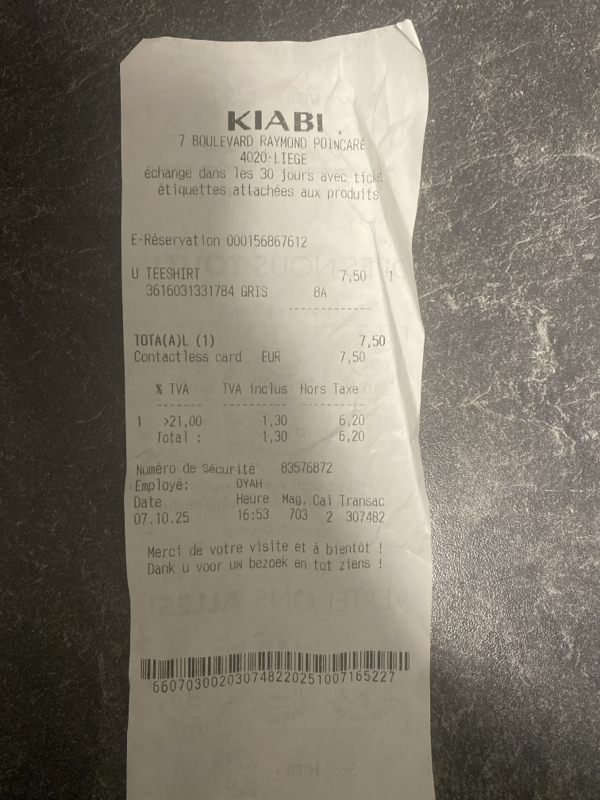 KIABI
7 BOULEVARD RAYMOND POINCARÉ
4020 LIEGE
échange dans les 30 jours avec ticket
étiquettes attachées aux produits
E-Réservation 000156867612
U TEESHIRT 7,50 1
3616031331784 GRIS 8A
------------
TOTA(A)L (1) 7,50
Contactless card EUR 7,50
% TVA TVA inclus Hors Taxe
1 >21,00 1,30 6,20
Total : 1,30 6,20
Numéro de Sécurité 83576872
Employé: OYAH
Date Heure Mag. Cai Transac
07.10.25 16:53 703 2 307482
Merci de votre visite et à bientôt !
Dank u voor uw bezoek en tot ziens !
66070300203074822025100716​5227